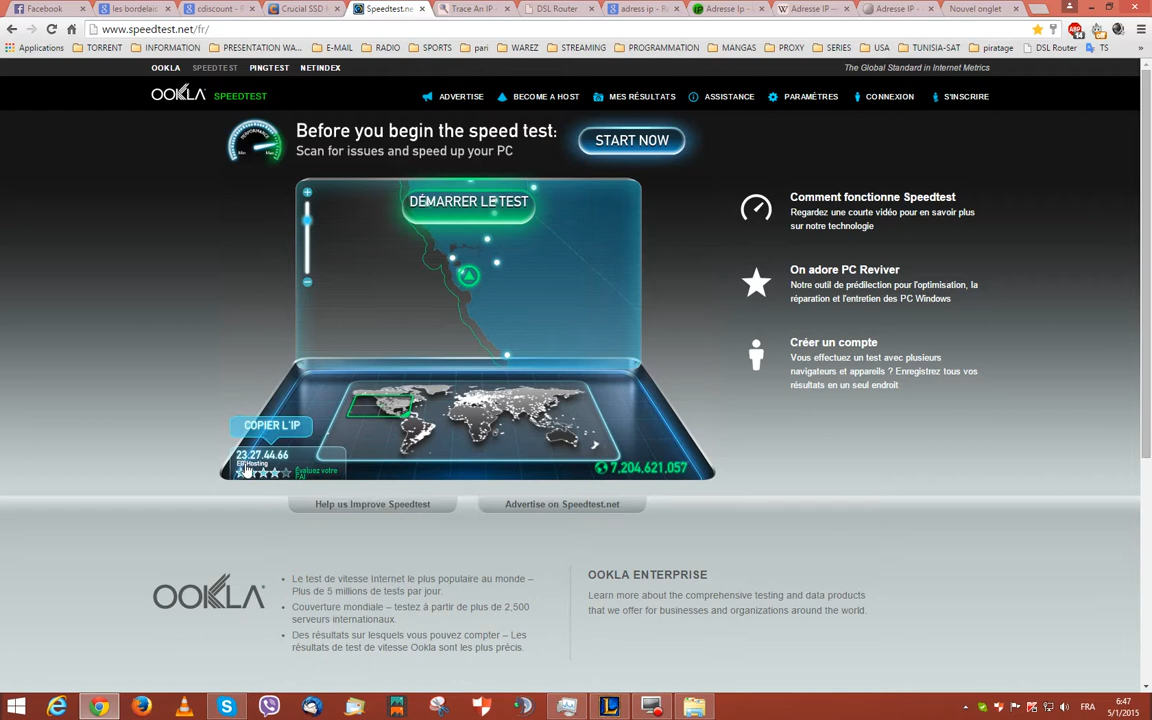 Facebook
les bordelais
cdiscount - R
Crucial SSD
Speedtest.ne
Trace An IP -
DSL Router
adress ip - R
Adresse Ip -
Adresse IP —
Adresse IP -
Nouvel onglet
www.speedtest.net/fr/
Applications
TORRENT
INFORMATION
PRESENTATION WA...
E-MAIL
RADIO
SPORTS
pari
WAREZ
STREAMING
PROGRAMMATION
MANGAS
PROXY
SERIES
USA
TUNISIA-SAT
piratage
DSL Router
TS
OOKLA SPEEDTEST PINGTEST NETINDEX
The Global Standard in Internet Metrics
OOKLA SPEEDTEST
ADVERTISE
BECOME A HOST
MES RÉSULTATS
ASSISTANCE
PARAMÈTRES
CONNEXION
S'INSCRIRE
PERFORMANCE
Min
Max
Before you begin the speed test:
Scan for issues and speed up your PC
START NOW
DÉMARRER LE TEST
Comment fonctionne Speedtest
Regardez une courte vidéo pour en savoir plus
sur notre technologie
On adore PC Reviver
Notre outil de prédilection pour l'optimisation, la
réparation et l'entretien des PC Windows
Créer un compte
Vous effectuez un test avec plusieurs
navigateurs et appareils ? Enregistrez tous vos
résultats en un seul endroit
COPIER L'IP
23.27.44.66
Hosting
Évaluez votre
FAI
7,204,621,057
Help us Improve Speedtest
Advertise on Speedtest.net
OOKLA
Le test de vitesse Internet le plus populaire au monde –
Plus de 5 millions de tests par jour.
Couverture mondiale – testez à partir de plus de 2,500
serveurs internationaux.
Des résultats sur lesquels vous pouvez compter – Les
résultats de test de vitesse Ookla sont les plus précis.
OOKLA ENTERPRISE
Learn more about the comprehensive testing and data products
that we offer for businesses and organizations around the world.
FRA
6:47
5/1/2015